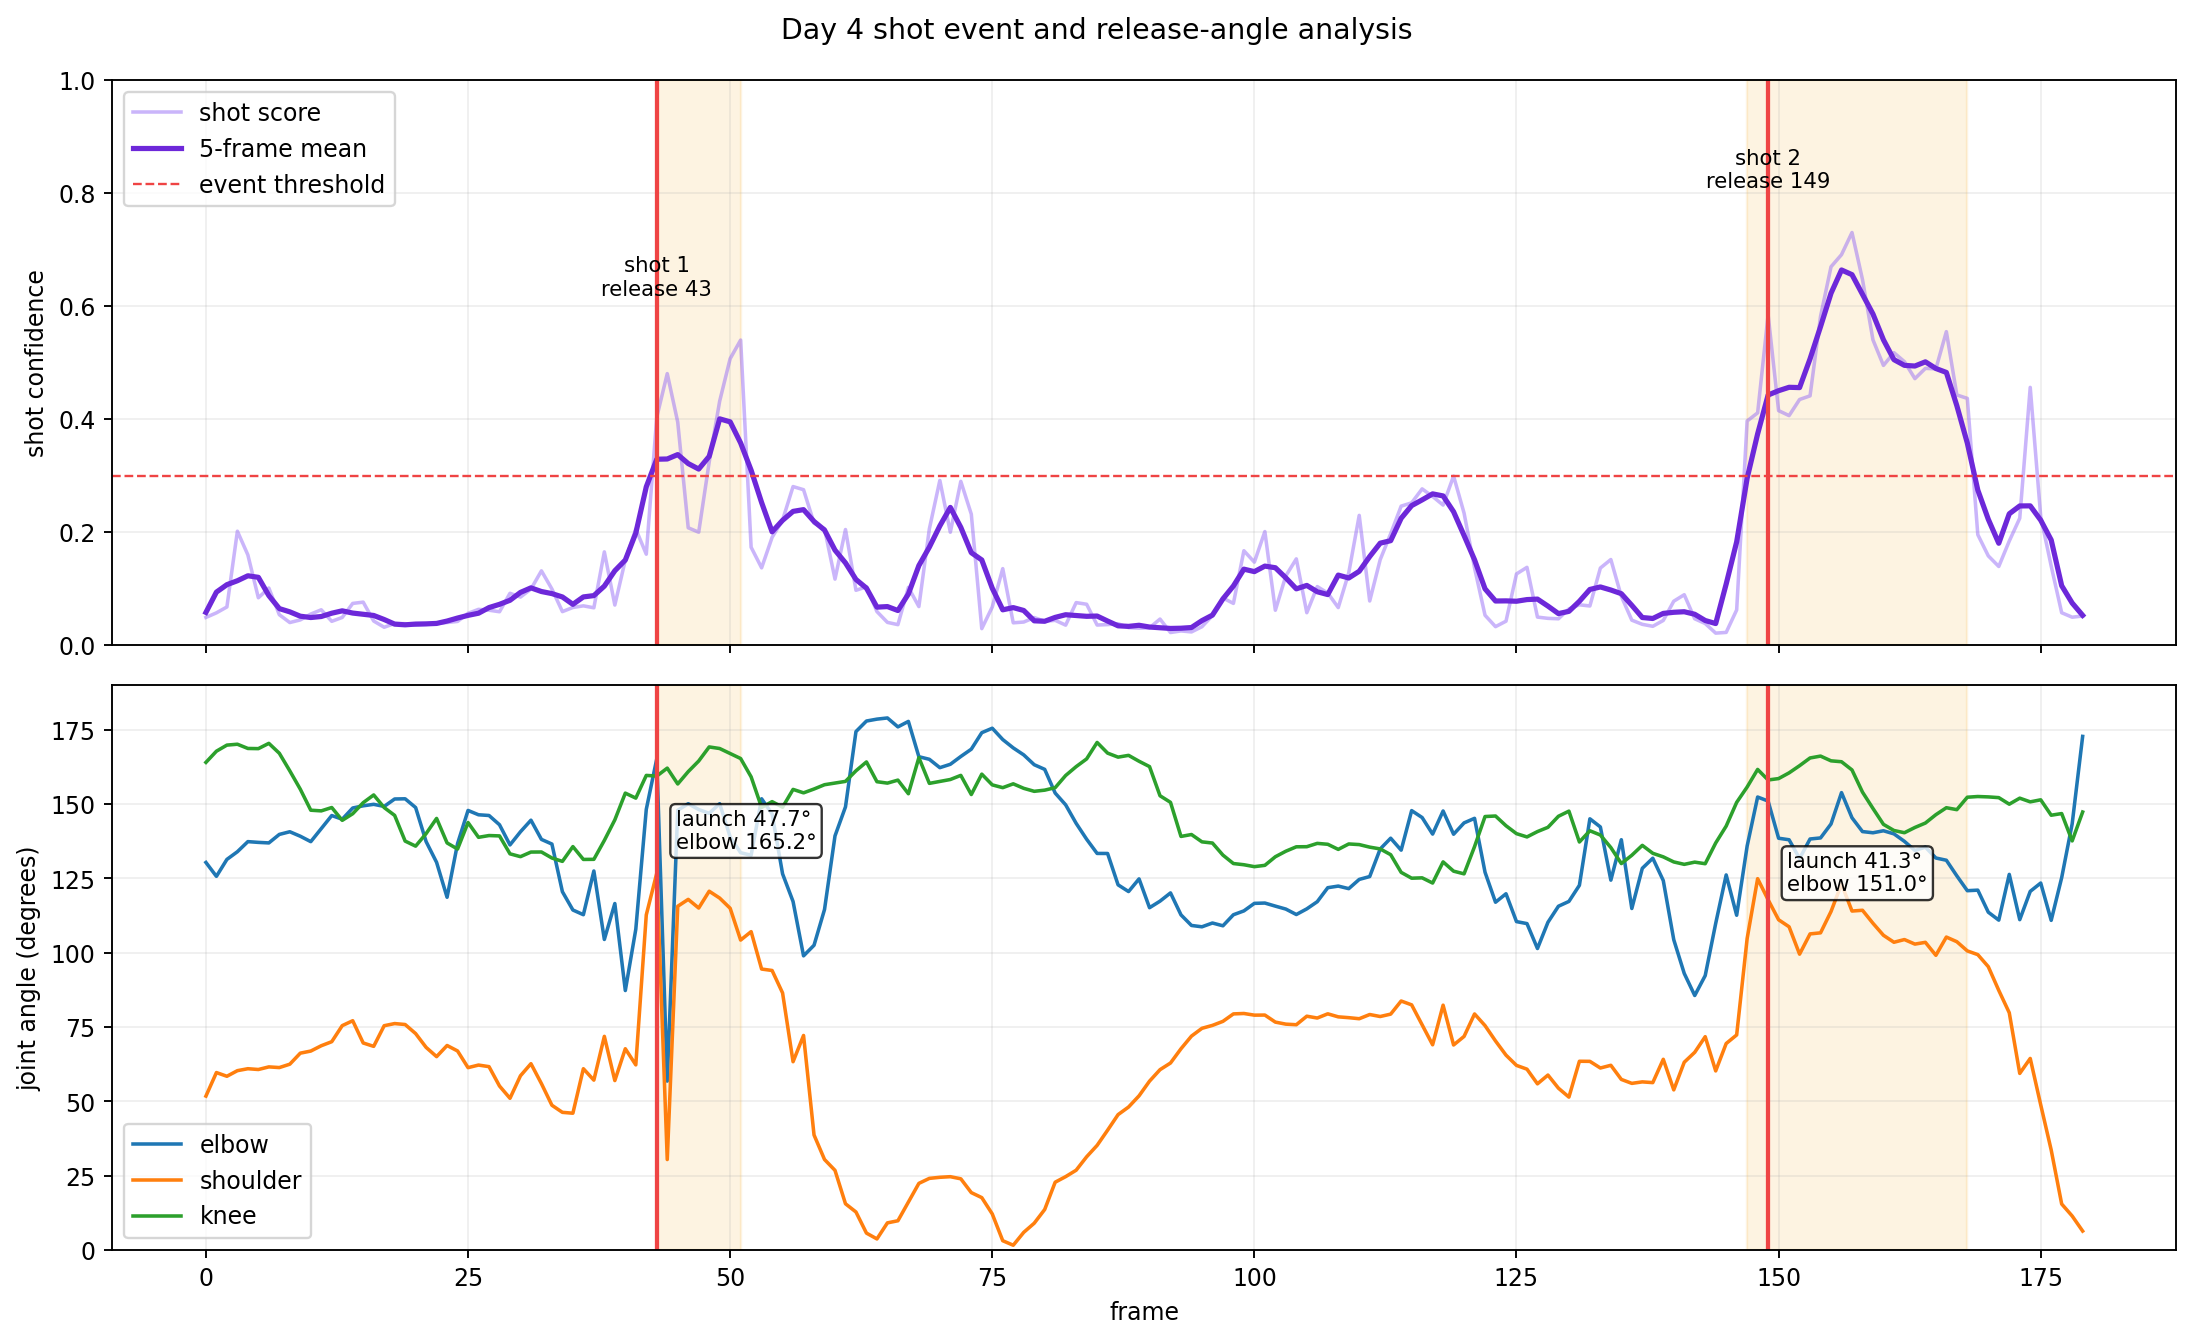 Day 4 shot event and release-angle analysis
shot confidence
1.0
0.8
0.6
0.4
0.2
0.0
shot score
5-frame mean
event threshold
shot 1
release 43
shot 2
release 149
joint angle (degrees)
175
150
125
100
75
50
25
0
launch 47.7°
elbow 165.2°
launch 41.3°
elbow 151.0°
elbow
shoulder
knee
0 25 50 75 100 125 150 175
frame